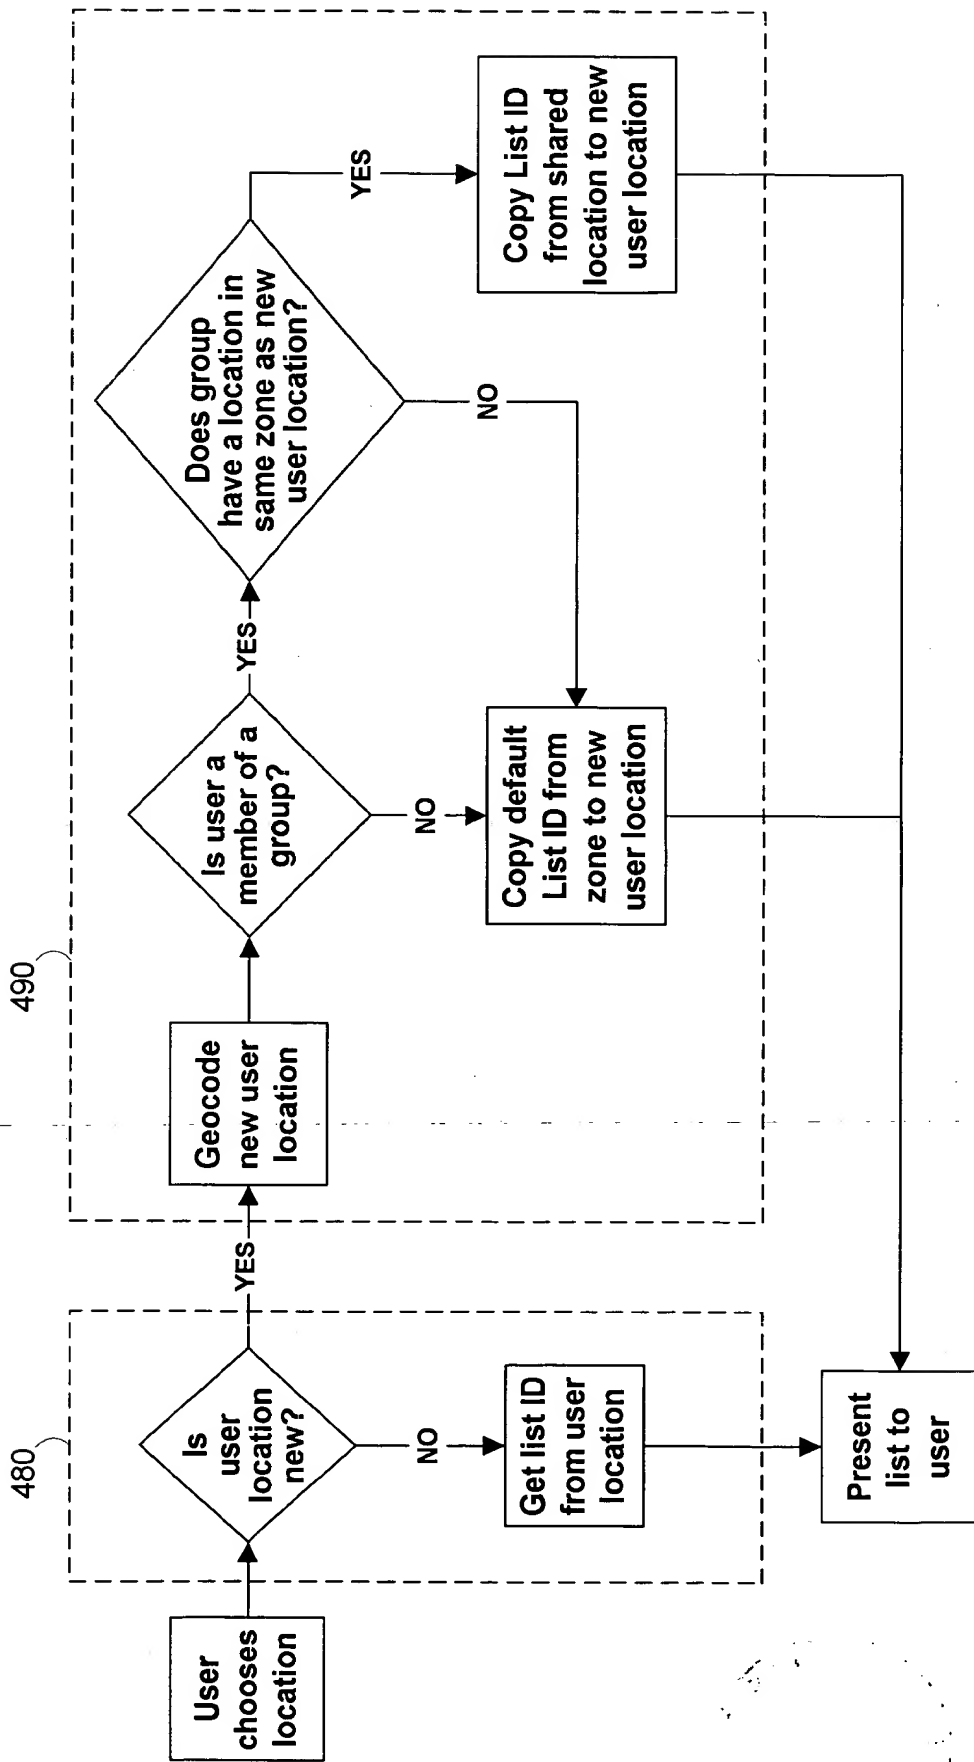 480
490
User
chooses
location
Is
user
location
new?
YES
NO
Get list ID
from user
location
Geocode
new user
location
Is user a
member of a
group?
YES
NO
Copy default
List ID from
zone to new
user location
Does group
have a location in
same zone as new
user location?
YES
NO
Copy List ID
from shared
location to new
user location
Present
list to
user